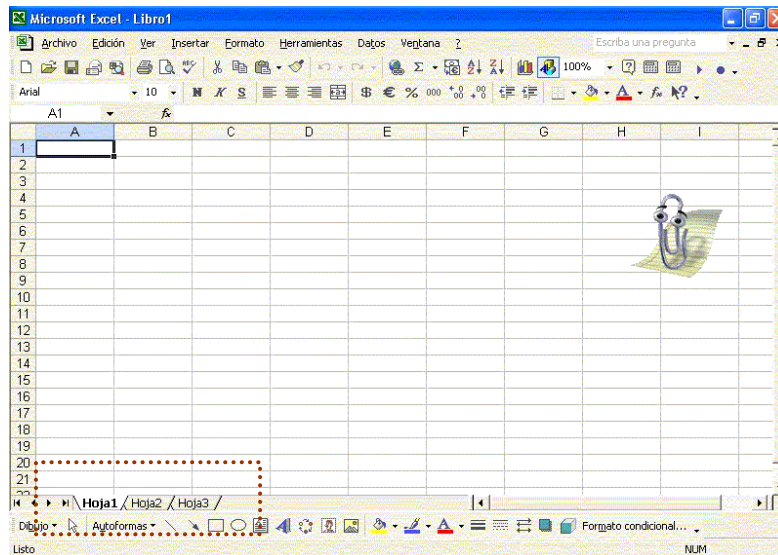 Microsoft Excel - Libro1
Archivo Edición Ver Insertar Formato Herramientas Datos Ventana ? Escriba una pregunta
100%
Arial 10 N K S $ € % 000
A1 fx
A B C D E F G H I
1
2
3
4
5
6
7
8
9
10
11
12
13
14
15
16
17
18
19
20
21
Hoja1 Hoja2 Hoja3
Dibujo Autoformas Formato condicional...
Listo NUM